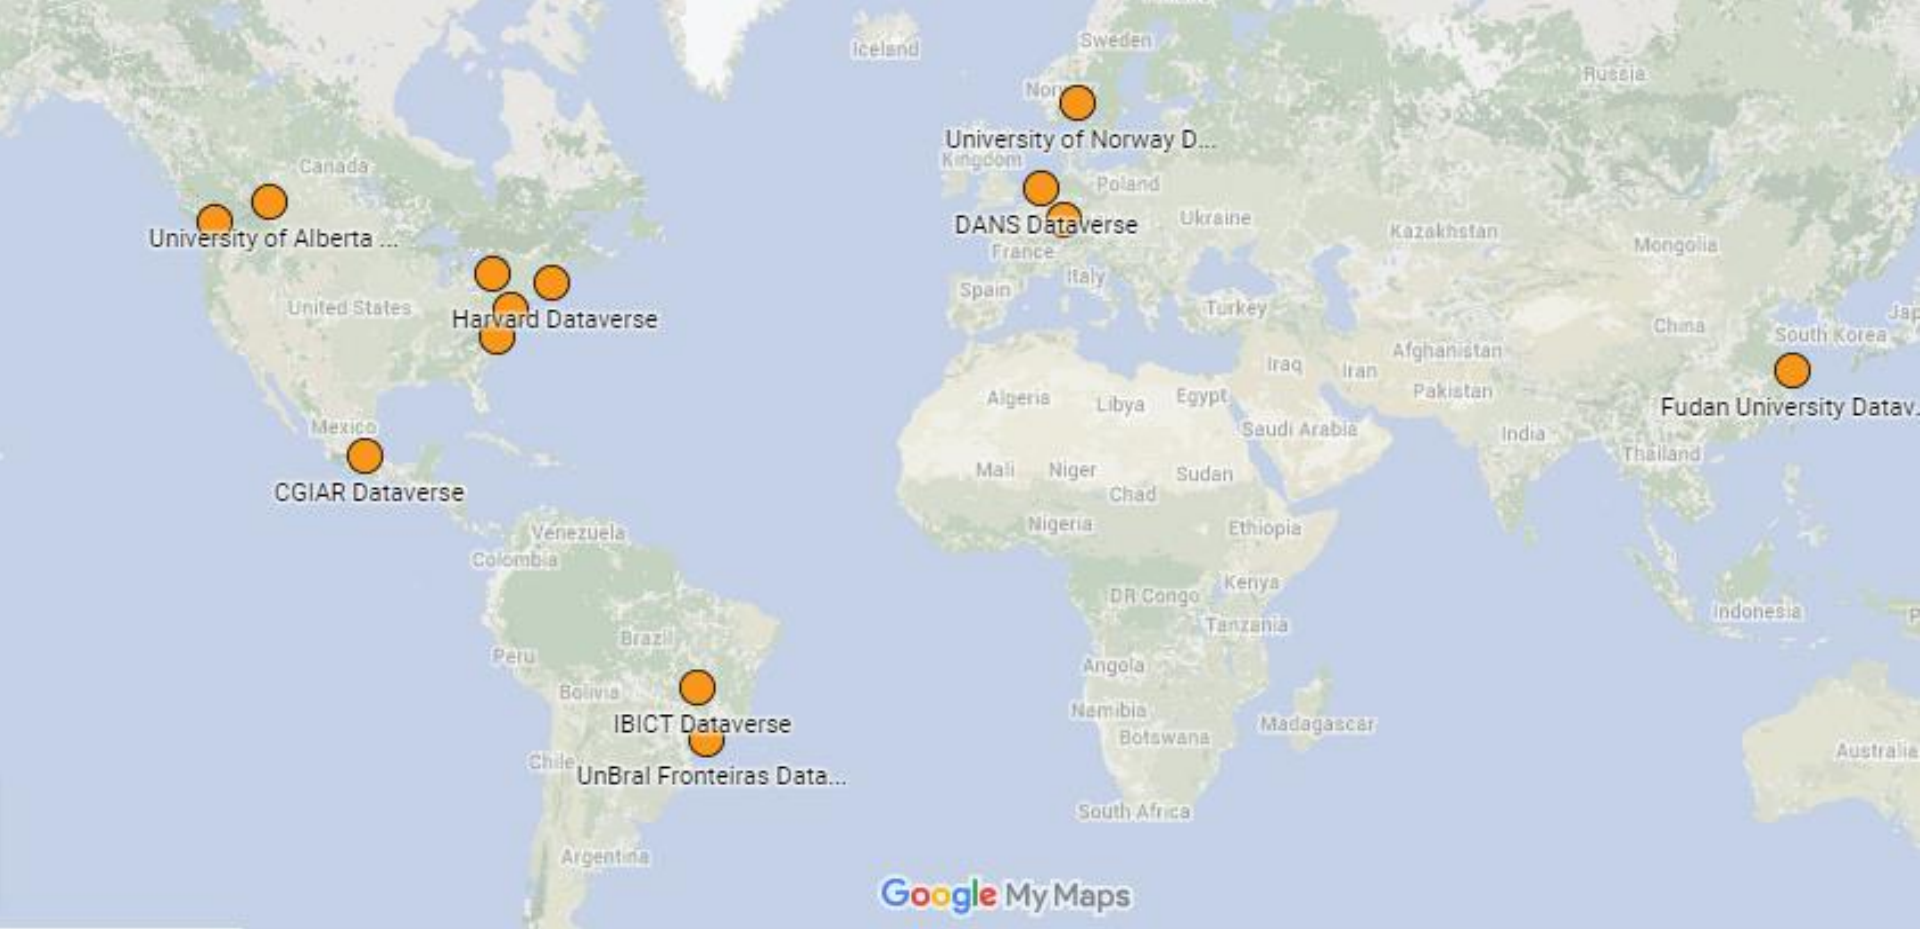 Iceland
Sweden
Russia
Norw
University of Norway D...
Kingdom
Canada
Poland
DANS Dataverse
Ukraine
University of Alberta ...
Kazakhstan
Mongolia
France
Italy
Spain
United States
Turkey
Harvard Dataverse
Jap
China
South Korea
Afghanistan
Iraq
Iran
Pakistan
Algeria
Libya
Egypt
Fudan University Datav.
Mexico
Saudi Arabia
India
Thailand
Mali
Niger
Sudan
Chad
CGIAR Dataverse
Nigeria
Ethiopia
Venezuela
Colombia
Kenya
DR Congo
Indonesia
P
Tanzania
Brazil
Peru
Angola
Bolivia
Namibia
IBICT Dataverse
Madagascar
Botswana
Australia
Chile
UnBral Fronteiras Data...
South Africa
Argentina
Google My Maps